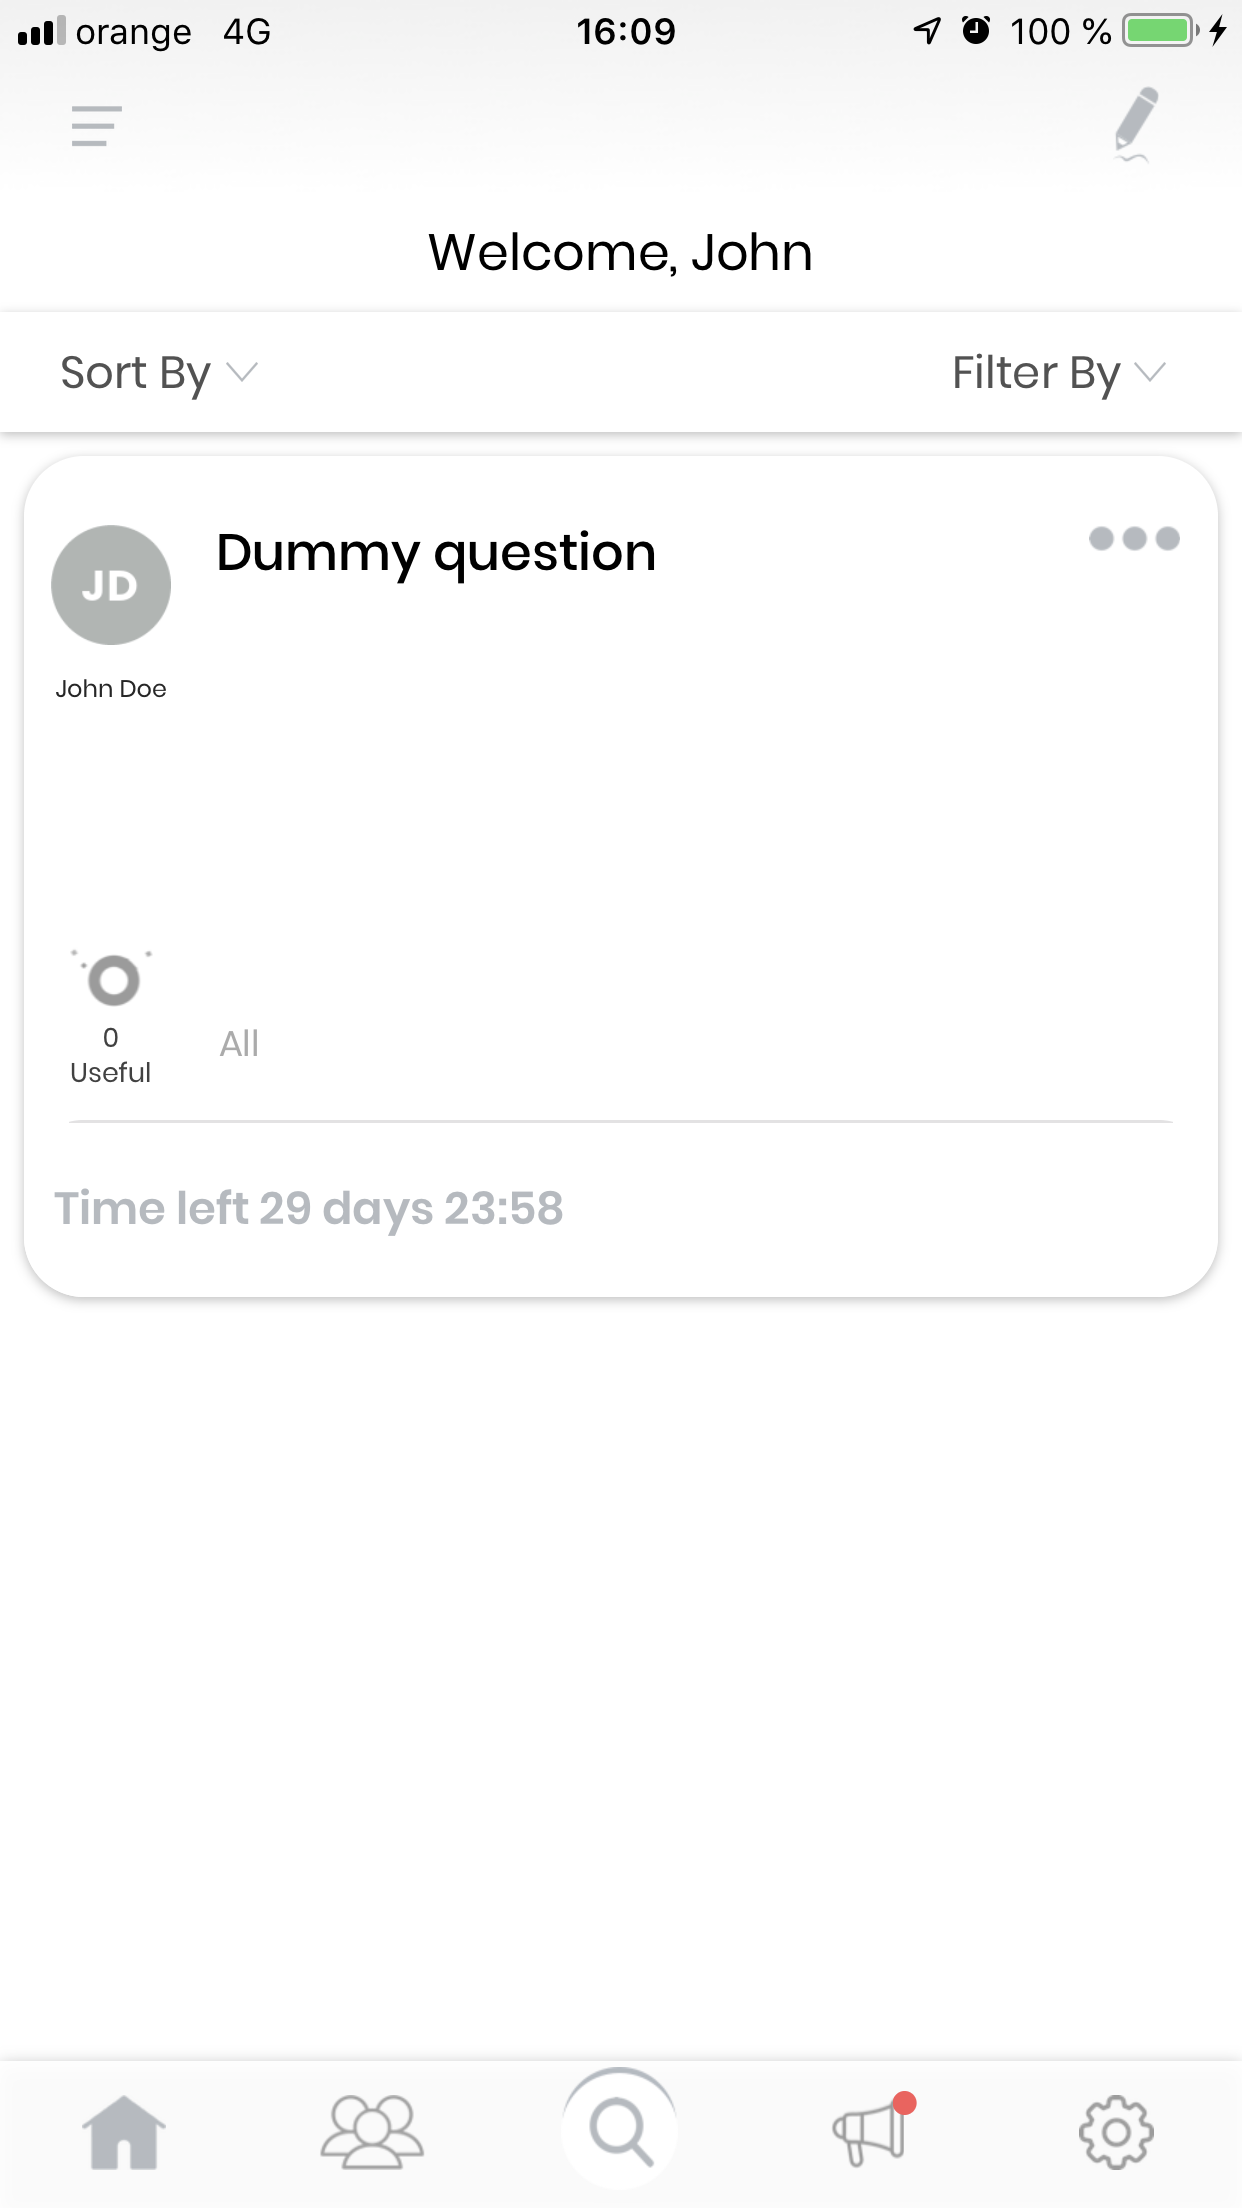 orange 4G 16:09 100 %
Welcome, John
Sort By Filter By
JD Dummy question
John Doe
0
Useful
All
Time left 29 days 23:58